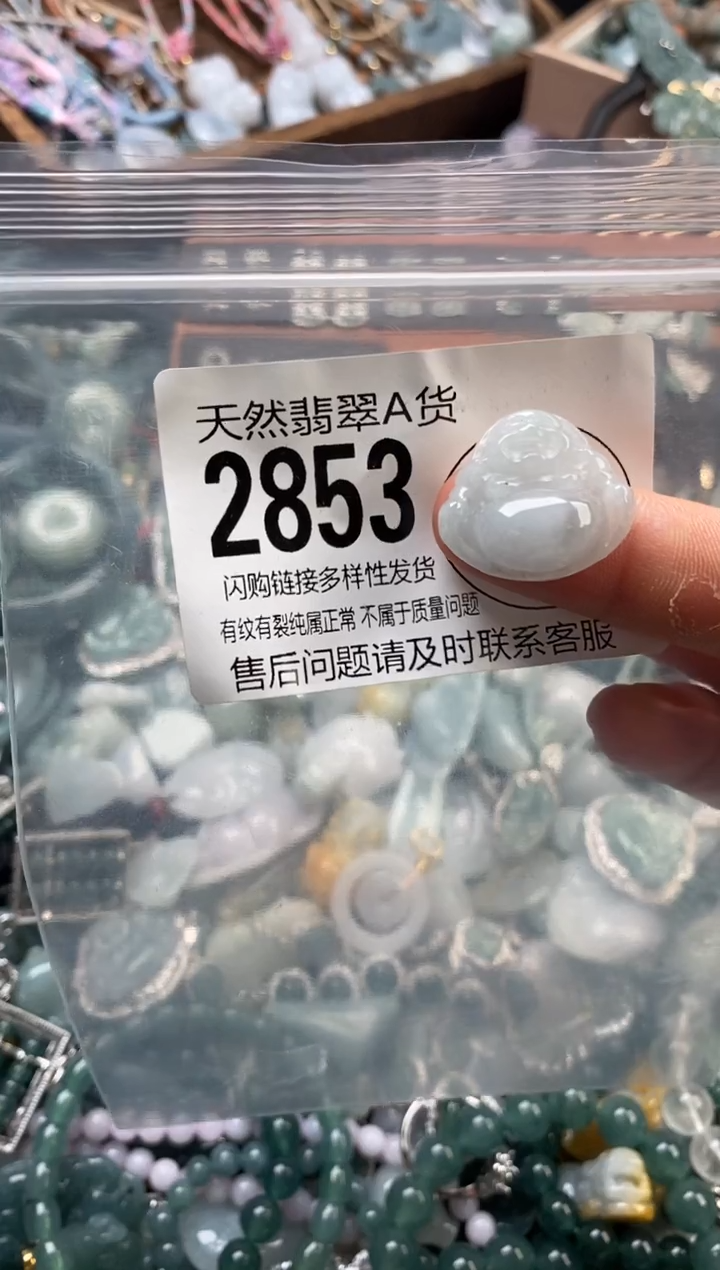 天然翡翠A货
2853
闪购链接多样性发货
有纹有裂纯属正常 不属于质量问题
售后问题请及时联系客服